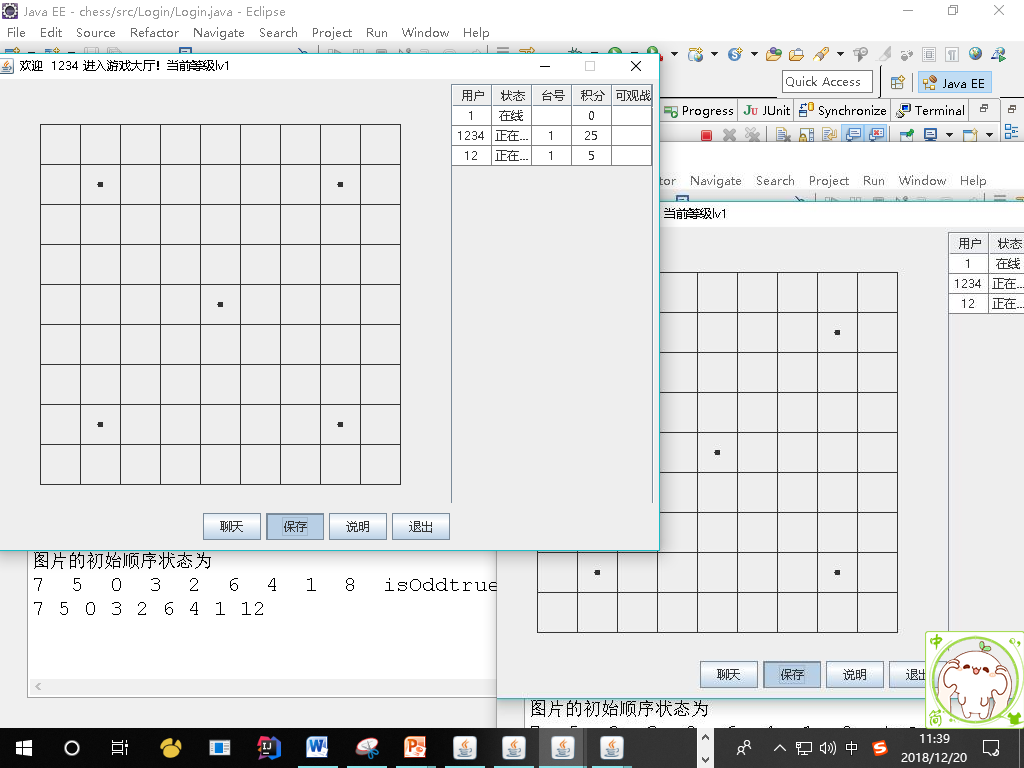 Java EE - chess/src/Login/Login.java - Eclipse
File Edit Source Refactor Navigate Search Project Run Window Help
Quick Access
Java EE
Progress JUnit Synchronize Terminal
欢迎 1234 进入游戏大厅！当前等级lv1
用户 状态 台号 积分 可观战
1 在线 0
1234 正在... 1 25
12 正在... 1 5
聊天 保存 说明 退出
tor Navigate Search Project Run Window Help
当前等级lv1
用户 状态
1 在线
1234 正在...
12 正在...
聊天 保存 说明 退出
图片的初始顺序状态为
7 5 0 3 2 6 4 1 8 isOddtrue
7 5 0 3 2 6 4 1 12
图片的初始顺序状态为
中
简
中
11:39
2018/12/20